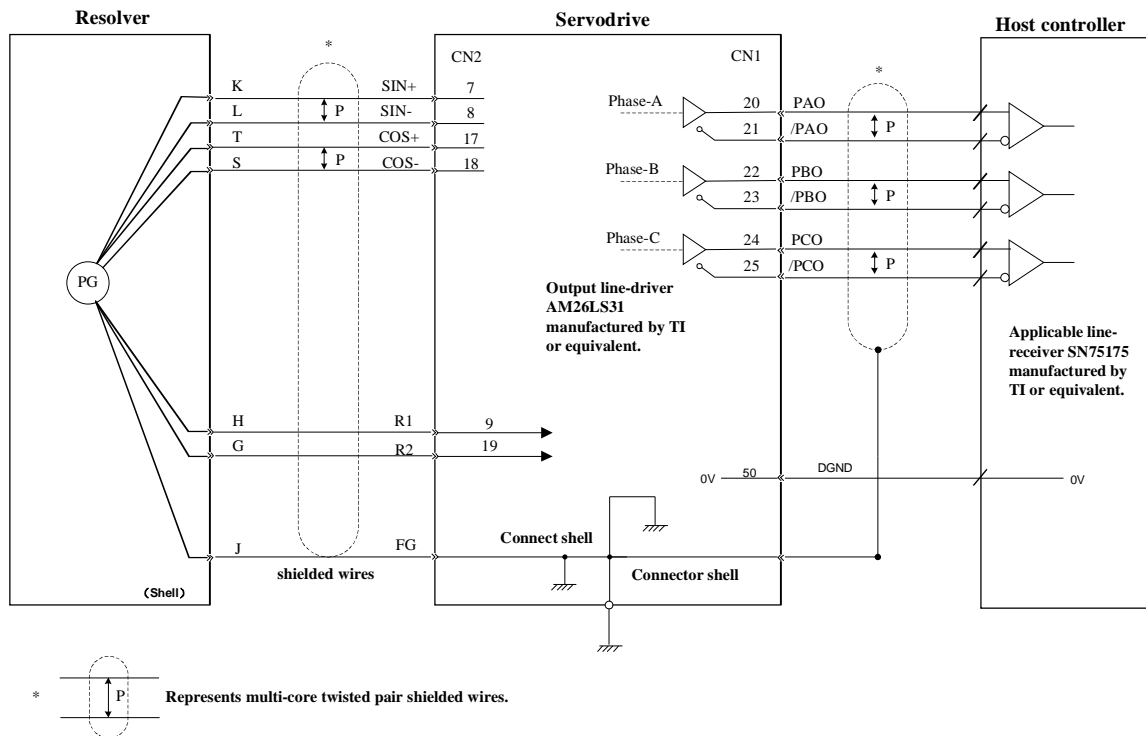 Resolver
Servodrive
Host controller
*
CN2
CN1
*
K
SIN+
7
L
SIN-
8
T
COS+
17
S
COS-
18
P
P
PG
Phase-A
20
PAO
21
/PAO
P
Phase-B
22
PBO
23
/PBO
P
Phase-C
24
PCO
25
/PCO
P
Output line-driver
AM26LS31
manufactured by TI
or equivalent.
Applicable line-
receiver SN75175
manufactured by
TI or equivalent.
H
R1
9
G
R2
19
0V
50
DGND
0V
J
FG
Connect shell
shielded wires
Connector shell
(Shell)
*
P
Represents multi-core twisted pair shielded wires.